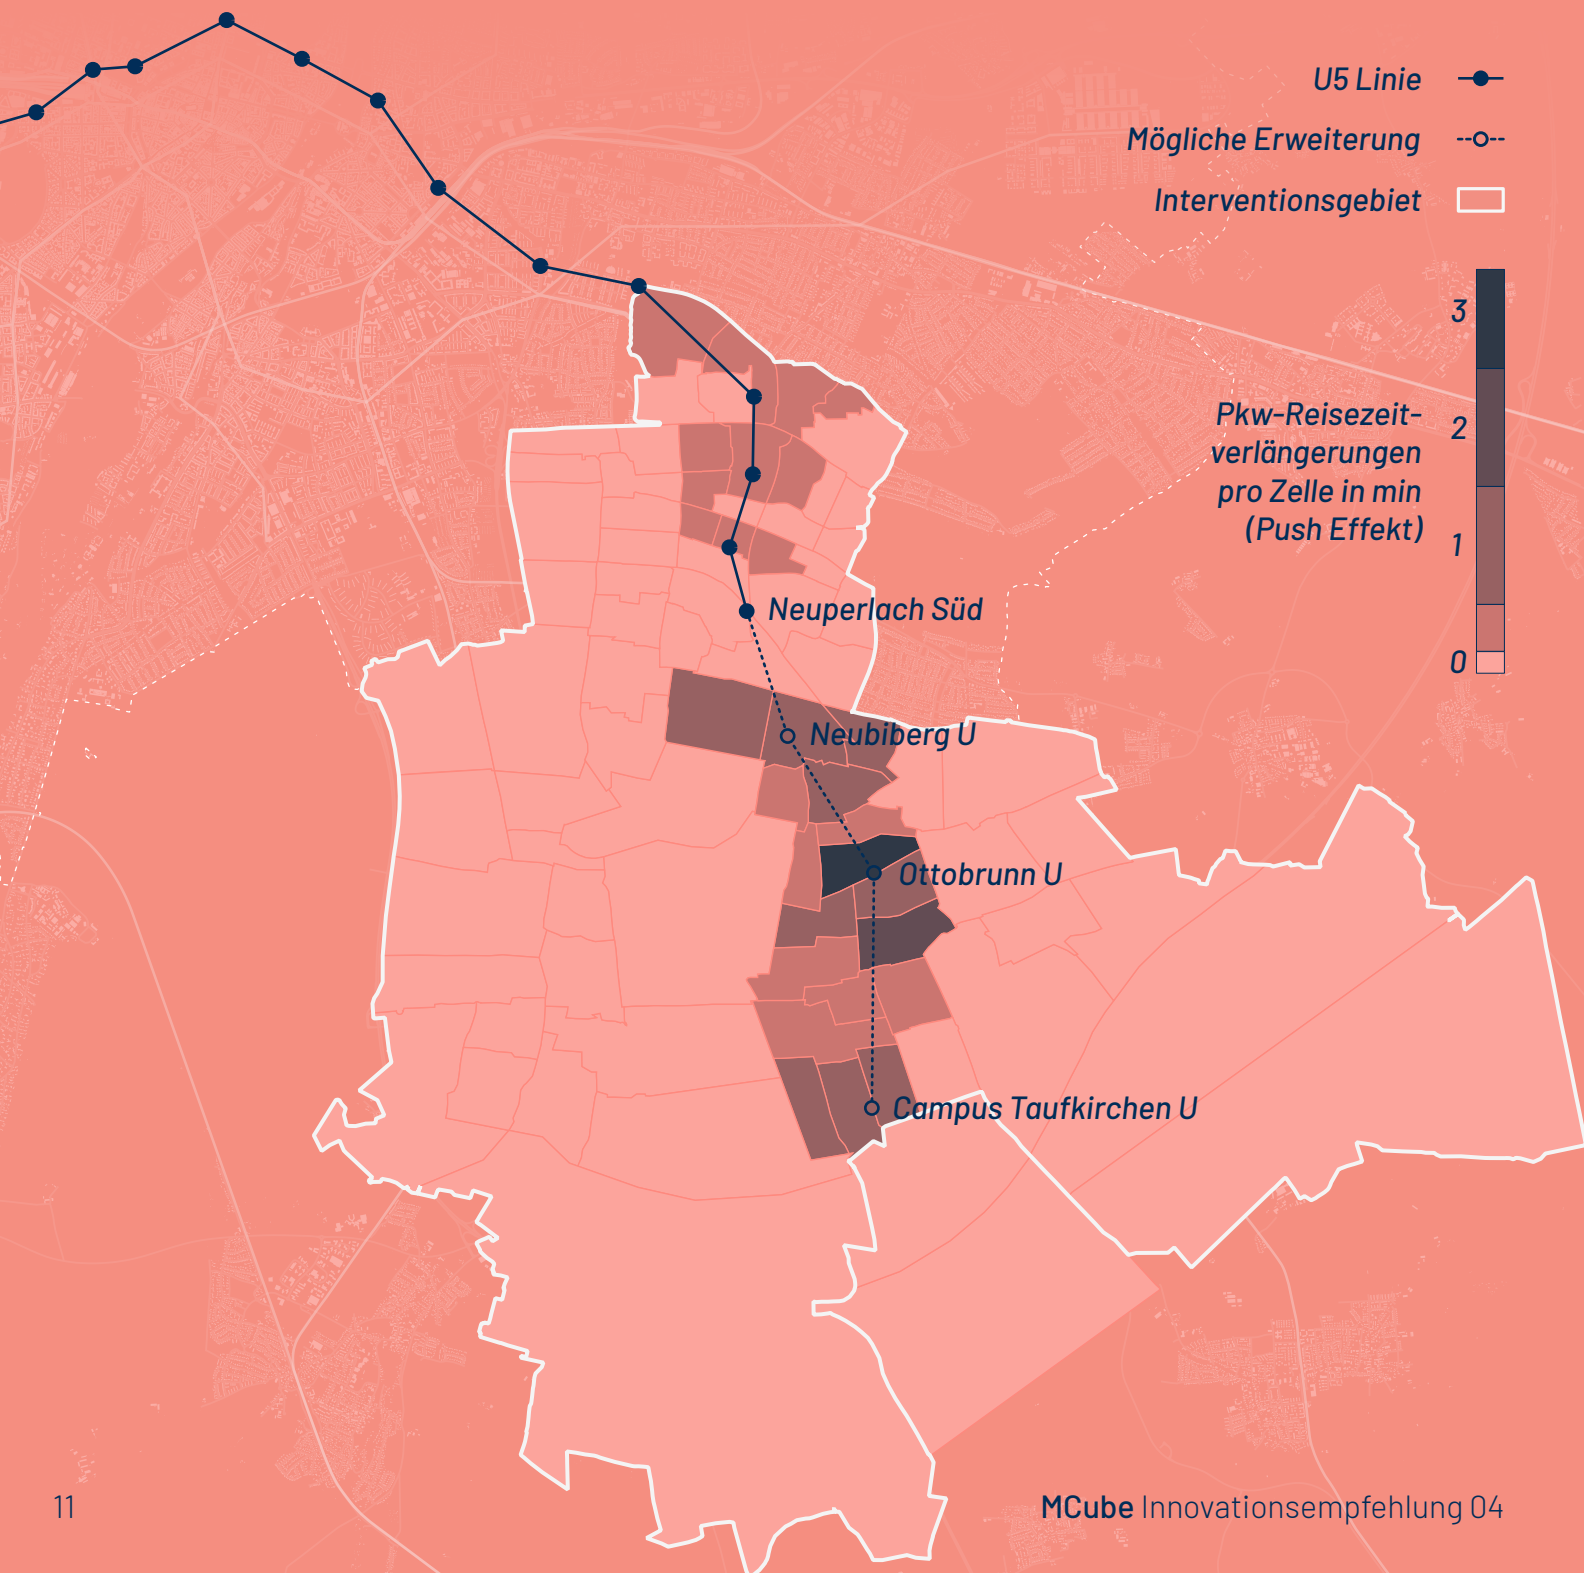 U5 Linie
Mögliche Erweiterung
Interventionsgebiet
3
Pkw-Reisezeit-
verlängerungen
pro Zelle in min
(Push Effekt)
2
1
0
Neuperlach Süd
Neubiberg U
Ottobrunn U
Campus Taufkirchen U
11
MCube Innovationsempfehlung 04